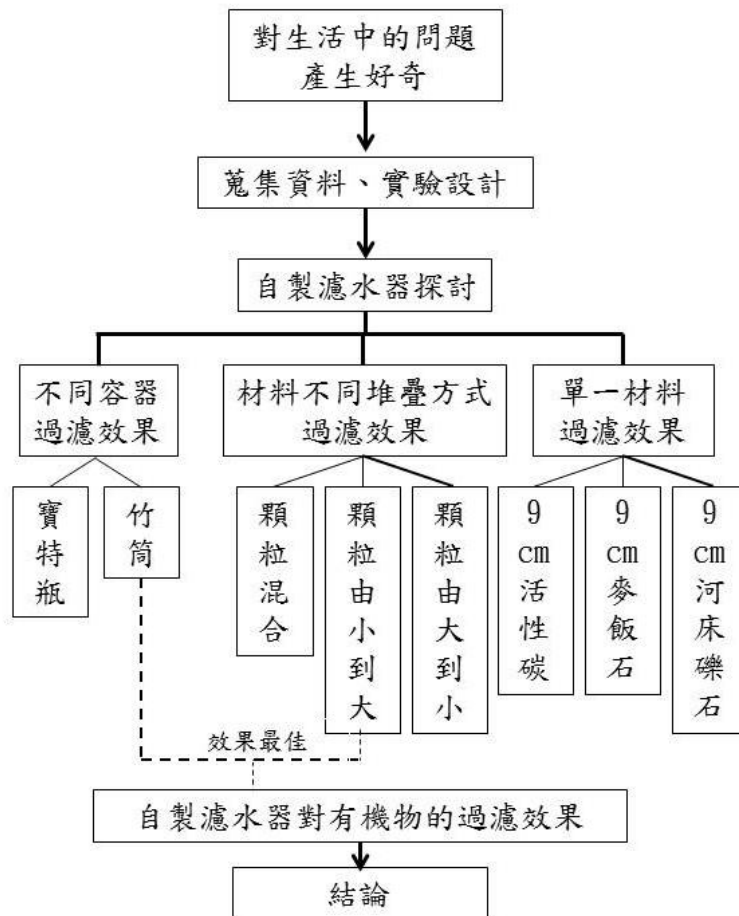 對生活中的問題
產生好奇
蒐集資料、實驗設計
自製濾水器探討
不同容器
過濾效果
材料不同堆疊方式
過濾效果
單一材料
過濾效果
寶特瓶
竹筒
顆粒混合
顆粒由小到大
顆粒由大到小
9cm活性碳
9cm麥飯石
9cm河床礫石
效果最佳
自製濾水器對有機物的過濾效果
結論